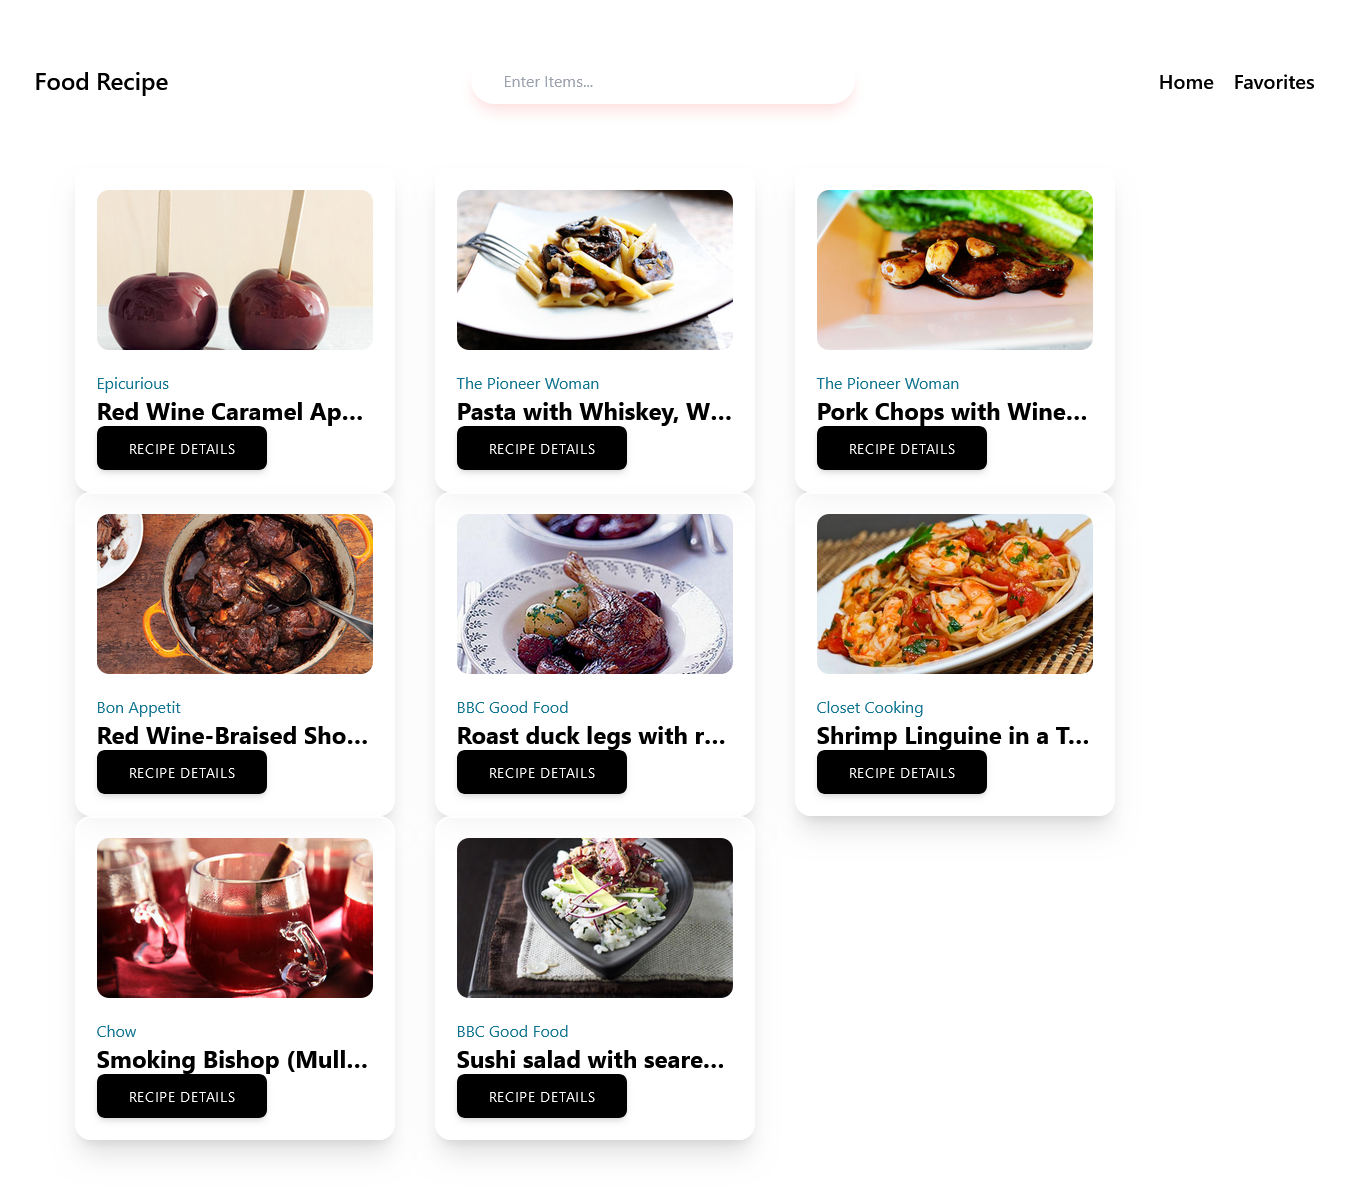 Food Recipe
Enter Items...
Home
Favorites
Epicurious
Red Wine Caramel Ap...
RECIPE DETAILS
The Pioneer Woman
Pasta with Whiskey, W...
RECIPE DETAILS
The Pioneer Woman
Pork Chops with Wine...
RECIPE DETAILS
Bon Appetit
Red Wine-Braised Sho...
RECIPE DETAILS
BBC Good Food
Roast duck legs with r...
RECIPE DETAILS
Closet Cooking
Shrimp Linguine in a T...
RECIPE DETAILS
Chow
Smoking Bishop (Mull...
RECIPE DETAILS
BBC Good Food
Sushi salad with seare...
RECIPE DETAILS